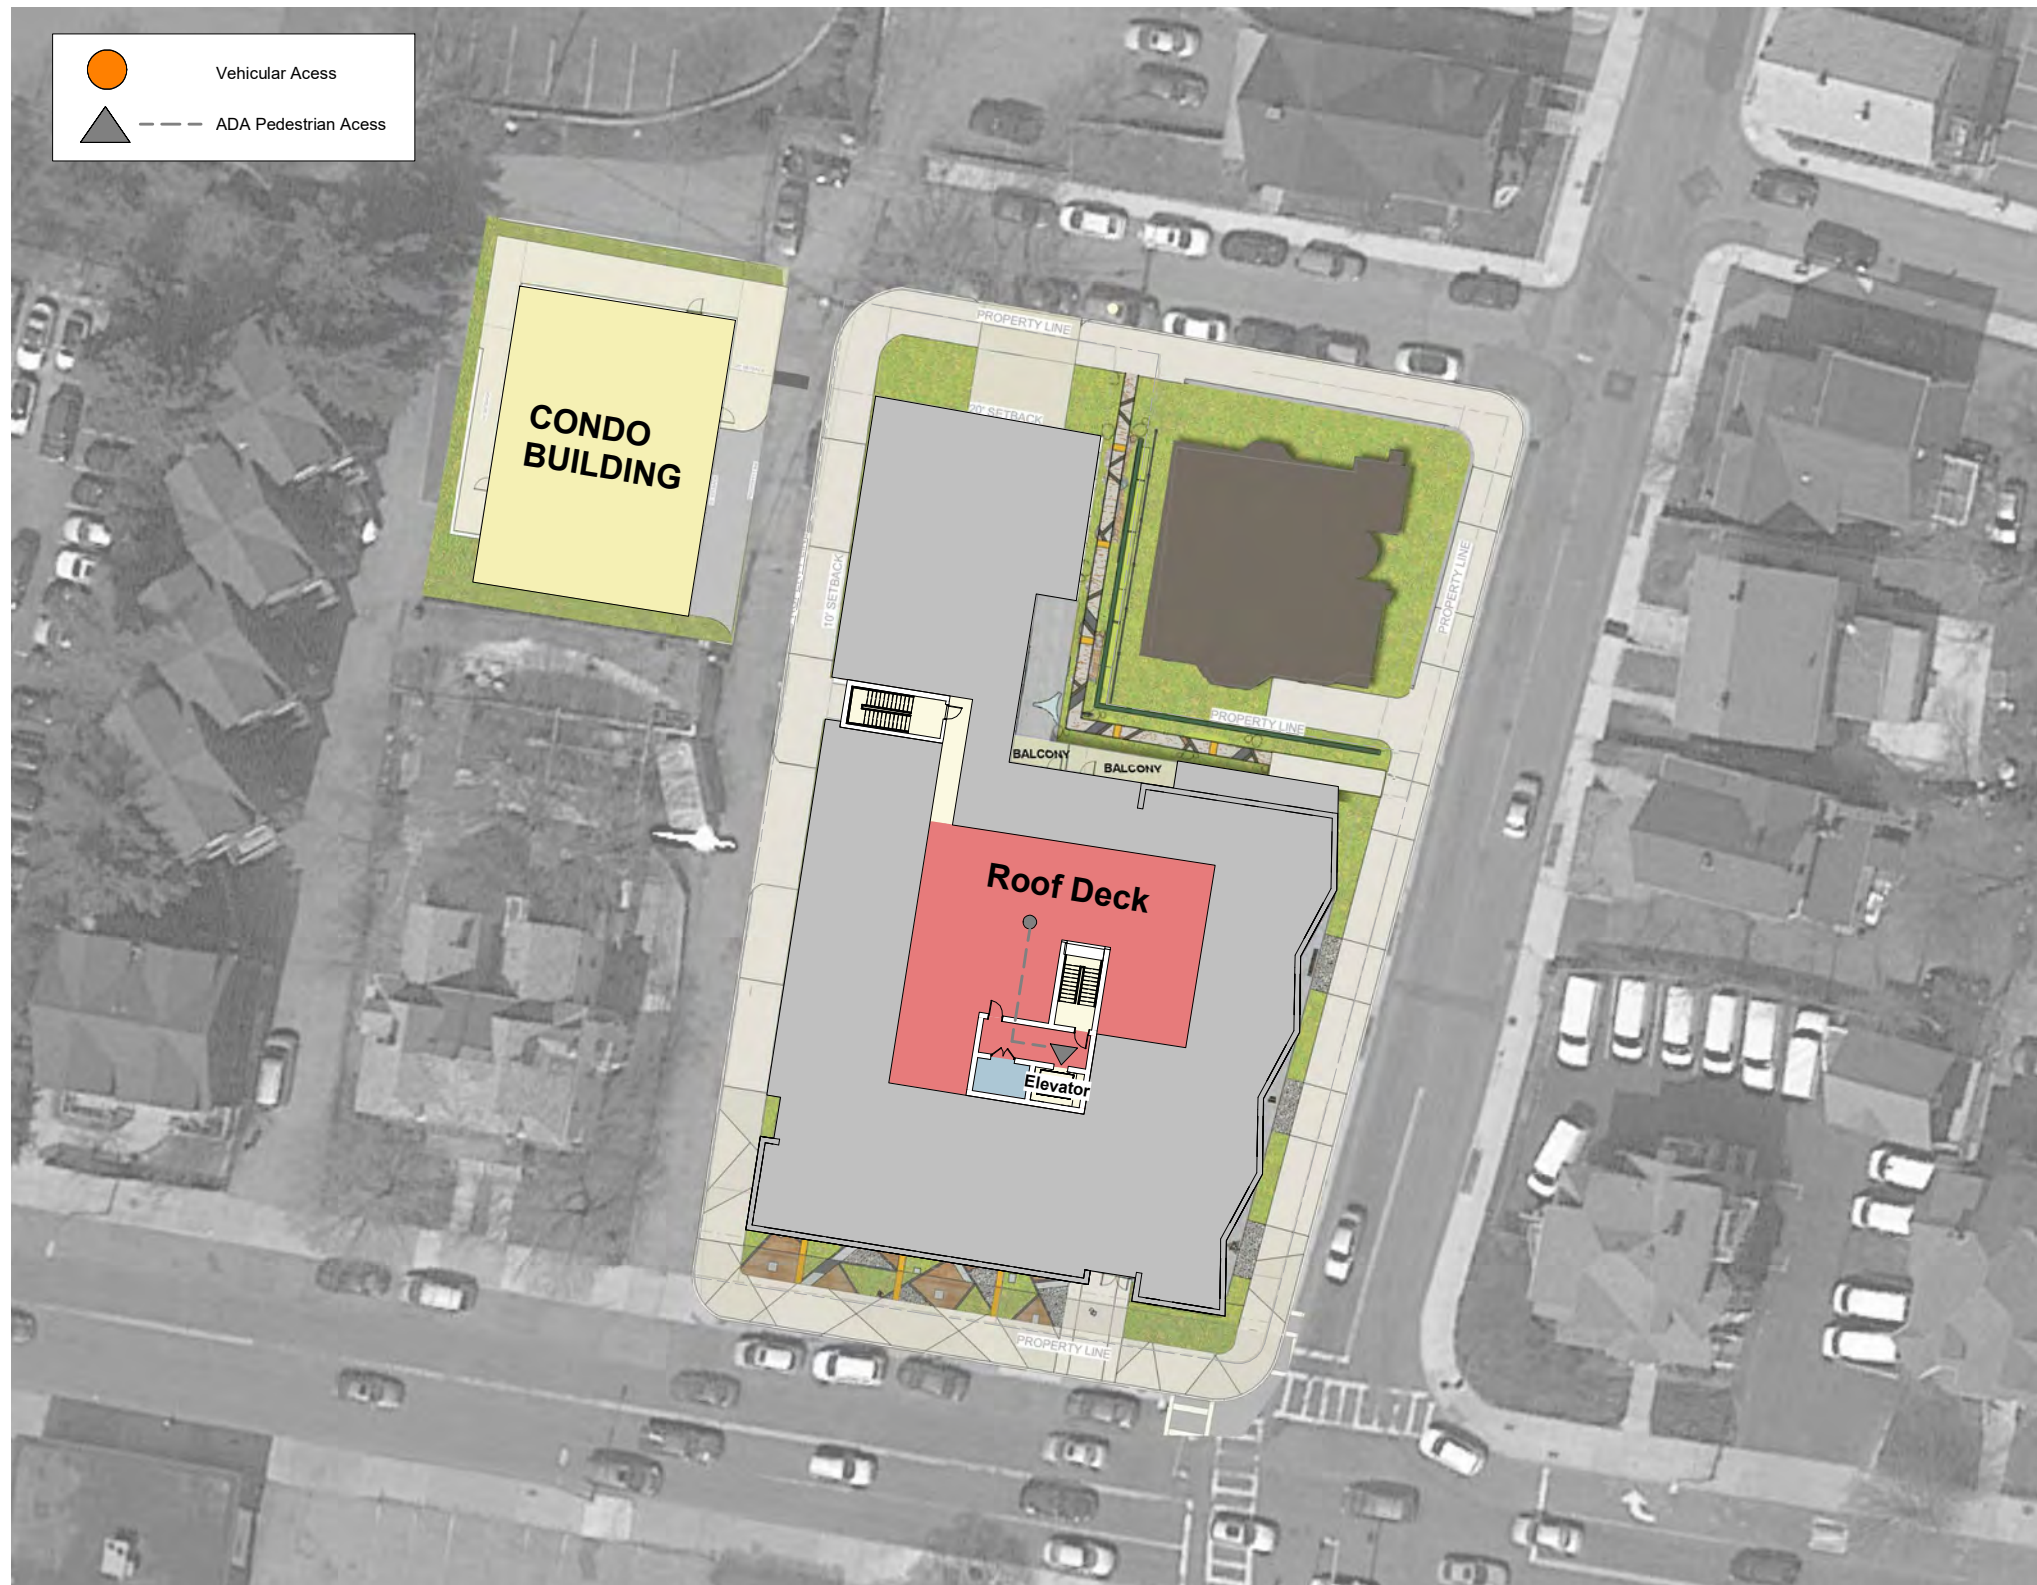 Vehicular Acess
ADA Pedestrian Acess
PROPERTY LINE
20' SETBACK
CONDO
BUILDING
10' SETBACK
PROPERTY LINE
PROPERTY LINE
BALCONY
BALCONY
Roof Deck
Elevator
PROPERTY LINE